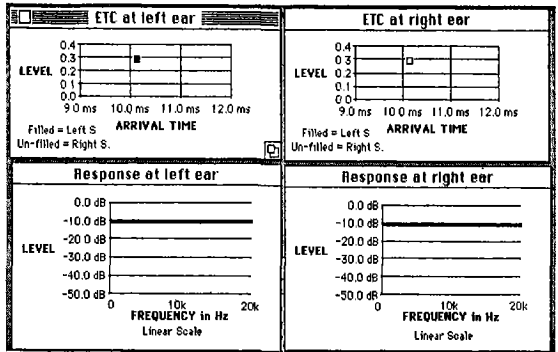 ETC at left ear
0.4
0.3
LEVEL 0.2
0.1
0.0
9.0 ms 10.0 ms 11.0 ms 12.0 ms
ARRIVAL TIME
Filled = Left S
Un-filled = Right S.
ETC at right ear
0.4
0.3
LEVEL 0.2
0.1
0.0
9.0 ms 10.0 ms 11.0 ms 12.0 ms
ARRIVAL TIME
Filled = Left S
Un-filled = Right S.
Response at left ear
0.0 dB
-10.0 dB
-20.0 dB
LEVEL
-30.0 dB
-40.0 dB
-50.0 dB
0 10k 20k
FREQUENCY in Hz
Linear Scale
Response at right ear
0.0 dB
-10.0 dB
-20.0 dB
LEVEL
-30.0 dB
-40.0 dB
-50.0 dB
0 10k 20k
FREQUENCY in Hz
Linear Scale